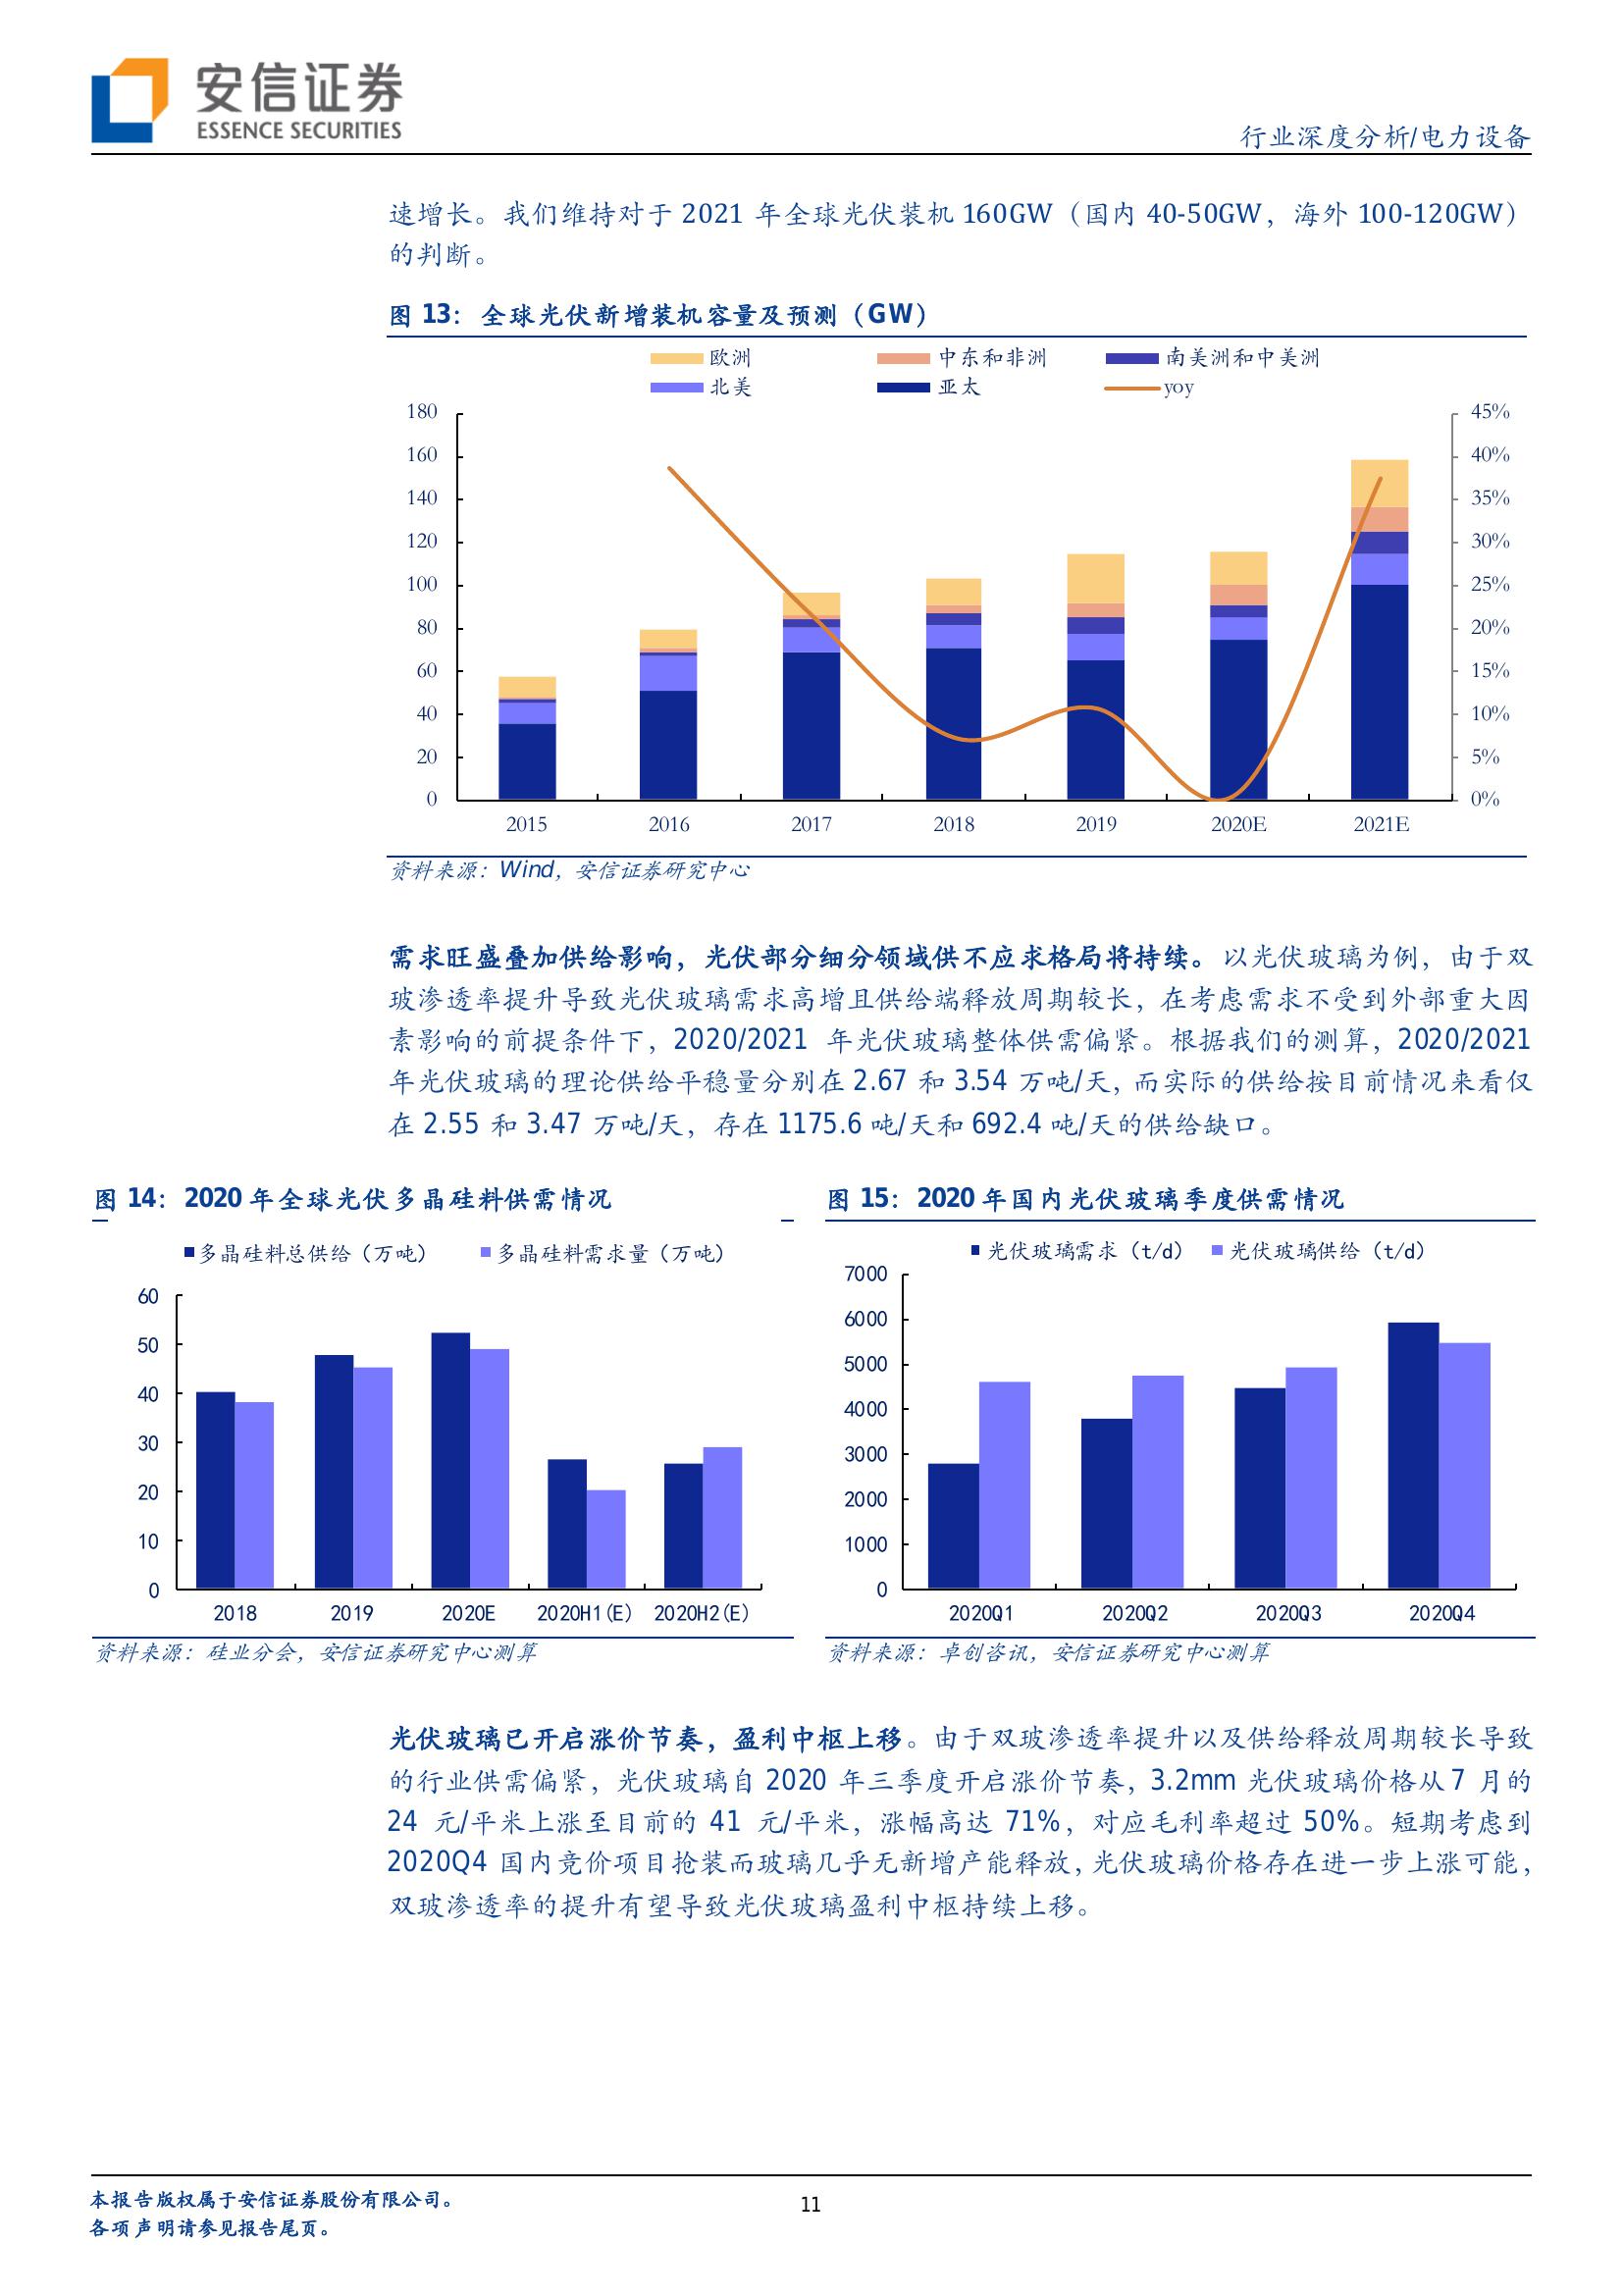 安信证券
ESSENCE SECURITIES
行业深度分析/电力设备
速增长。我们维持对于 2021 年全球光伏装机 160GW（国内 40-50GW，海外 100-120GW）
的判断。
图 13：全球光伏新增装机容量及预测（GW）
欧洲 中东和非洲 南美洲和中美洲
北美 亚太 yoy
180 45%
160 40%
140 35%
120 30%
100 25%
80 20%
60 15%
40 10%
20 5%
0 0%
2015 2016 2017 2018 2019 2020E 2021E
资料来源：Wind，安信证券研究中心
需求旺盛叠加供给影响，光伏部分细分领域供不应求格局将持续。以光伏玻璃为例，由于双
玻渗透率提升导致光伏玻璃需求高增且供给端释放周期较长，在考虑需求不受到外部重大因
素影响的前提条件下，2020/2021 年光伏玻璃整体供需偏紧。根据我们的测算，2020/2021
年光伏玻璃的理论供给平稳量分别在 2.67 和 3.54 万吨/天，而实际的供给按目前情况来看仅
在 2.55 和 3.47 万吨/天，存在 1175.6 吨/天和 692.4 吨/天的供给缺口。
图 14：2020 年全球光伏多晶硅料供需情况
多晶硅料总供给（万吨） 多晶硅料需求量（万吨）
60
50
40
30
20
10
0
2018 2019 2020E 2020H1(E) 2020H2(E)
资料来源：硅业分会，安信证券研究中心测算
图 15：2020 年国内光伏玻璃季度供需情况
光伏玻璃需求（t/d） 光伏玻璃供给（t/d）
7000
6000
5000
4000
3000
2000
1000
0
2020Q1 2020Q2 2020Q3 2020Q4
资料来源：卓创咨讯，安信证券研究中心测算
光伏玻璃已开启涨价节奏，盈利中枢上移。由于双玻渗透率提升以及供给释放周期较长导致
的行业供需偏紧，光伏玻璃自 2020 年三季度开启涨价节奏，3.2mm 光伏玻璃价格从 7 月的
24 元/平米上涨至目前的 41 元/平米，涨幅高达 71%，对应毛利率超过 50%。短期考虑到
2020Q4 国内竞价项目抢装而玻璃几乎无新增产能释放，光伏玻璃价格存在进一步上涨可能，
双玻渗透率的提升有望导致光伏玻璃盈利中枢持续上移。
本报告版权属于安信证券股份有限公司。
各项声明请参见报告尾页。
11